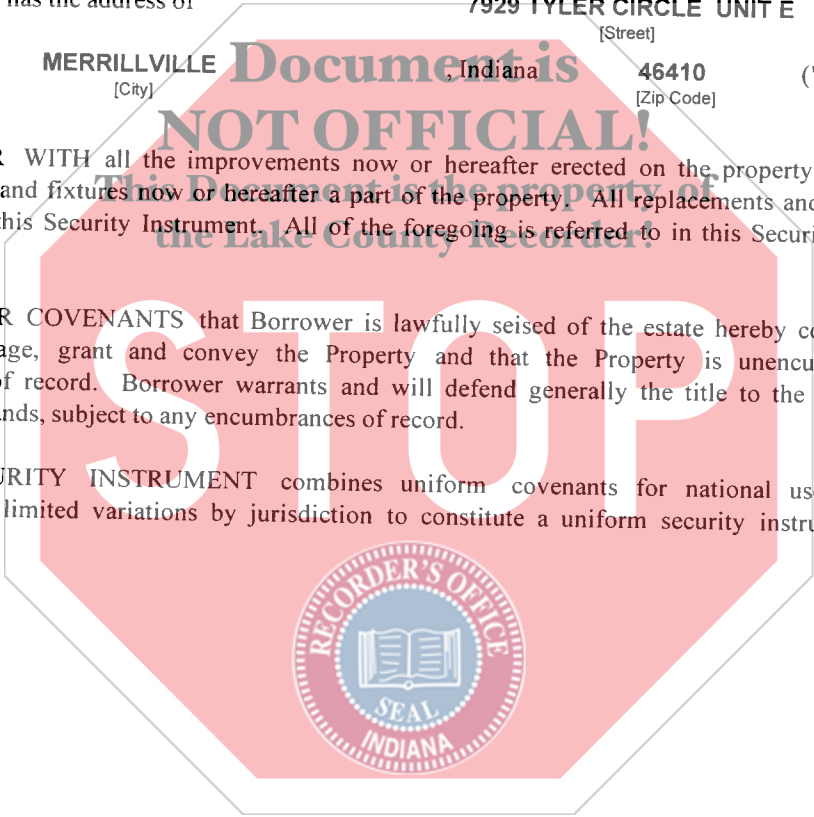 has the address of 7929 TYLER CIRCLE UNIT E
[Street]
MERRILLVILLE , Indiana 46410 ("
[City] [Zip Code]
Document is
NOT OFFICIAL!
This Document is the property of
the Lake County Recorder!
R WITH all the improvements now or hereafter erected on the property
and fixtures now or hereafter a part of the property. All replacements and
this Security Instrument. All of the foregoing is referred to in this Securi
R COVENANTS that Borrower is lawfully seised of the estate hereby co
age, grant and convey the Property and that the Property is unencu
of record. Borrower warrants and will defend generally the title to the
nds, subject to any encumbrances of record.
STOP
URITY INSTRUMENT combines uniform covenants for national us
limited variations by jurisdiction to constitute a uniform security instru
RECORDER'S OFFICE
SEAL
INDIANA